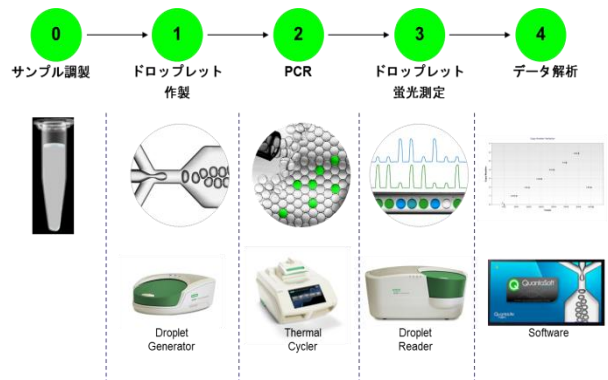 0
1
2
3
4
サンプル調製
ドロップレット
作製
PCR
ドロップレット
蛍光測定
データ解析
QuantaSoft
Droplet
Generator
Thermal
Cycler
Droplet
Reader
Software